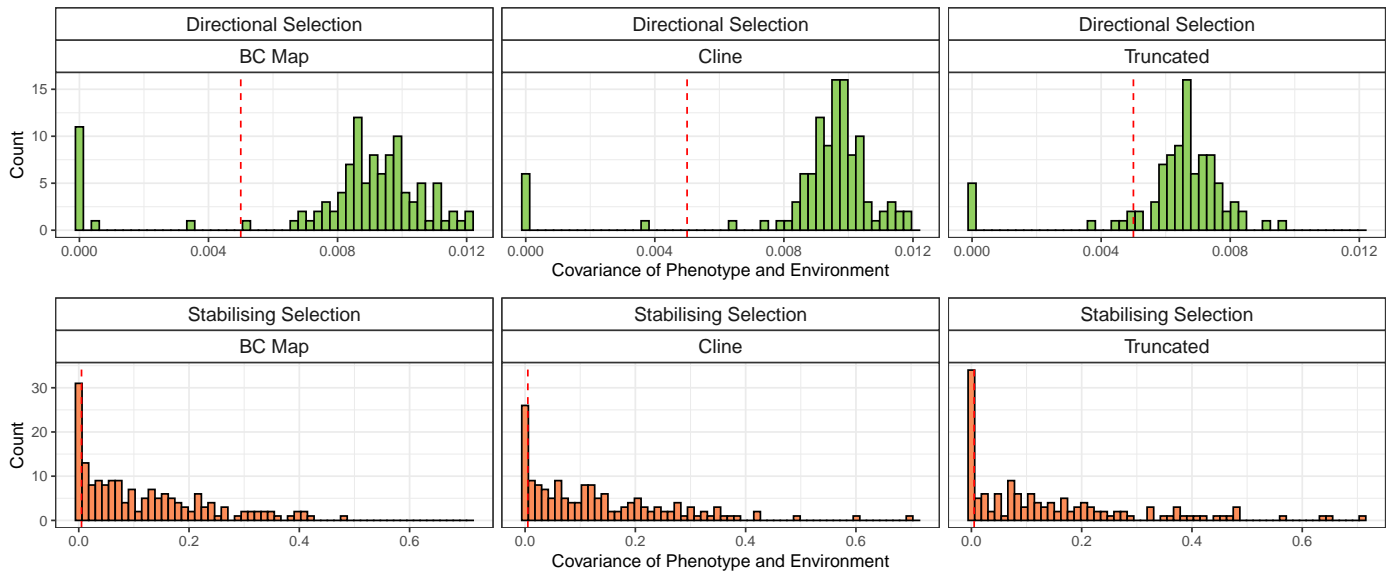 Directional Selection
Directional Selection
Directional Selection
BC Map
Cline
Truncated
Count
15
10
5
0
0.000
0.004
0.008
0.012
0.000
0.004
0.008
0.012
0.000
0.004
0.008
0.012
Covariance of Phenotype and Environment
Stabilising Selection
Stabilising Selection
Stabilising Selection
BC Map
Cline
Truncated
Count
30
20
10
0
0.0
0.2
0.4
0.6
0.0
0.2
0.4
0.6
0.0
0.2
0.4
0.6
Covariance of Phenotype and Environment